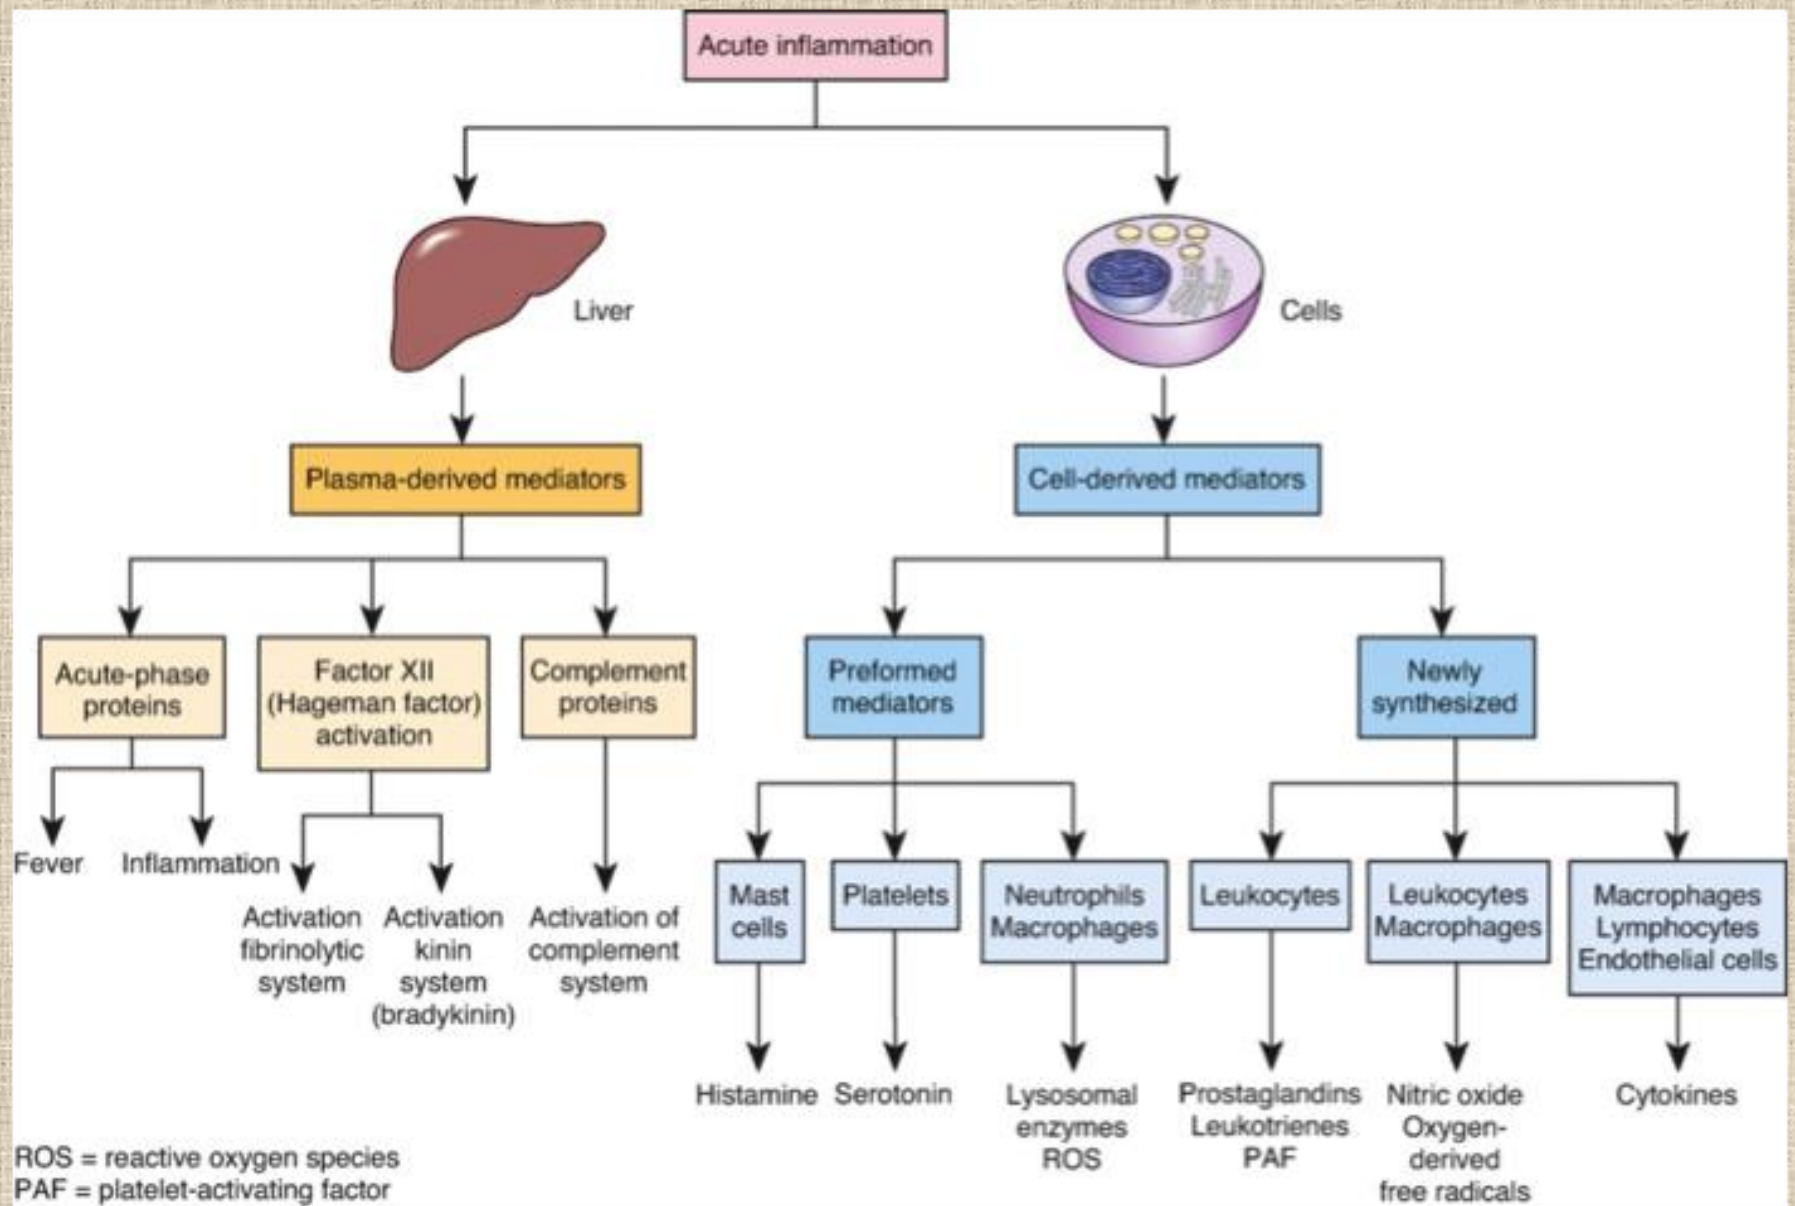 Acute inflammation
Liver
Cells
Plasma-derived mediators
Cell-derived mediators
Acute-phase
proteins
Factor XII
(Hageman factor)
activation
Complement
proteins
Preformed
mediators
Newly
synthesized
Fever
Inflammation
Activation
fibrinolytic
system
Activation
kinin
system
(bradykinin)
Activation of
complement
system
Mast
cells
Platelets
Neutrophils
Macrophages
Leukocytes
Leukocytes
Macrophages
Macrophages
Lymphocytes
Endothelial cells
Histamine
Serotonin
Lysosomal
enzymes
ROS
Prostaglandins
Leukotrienes
PAF
Nitric oxide
Oxygen-
derived
free radicals
Cytokines
ROS = reactive oxygen species
PAF = platelet-activating factor